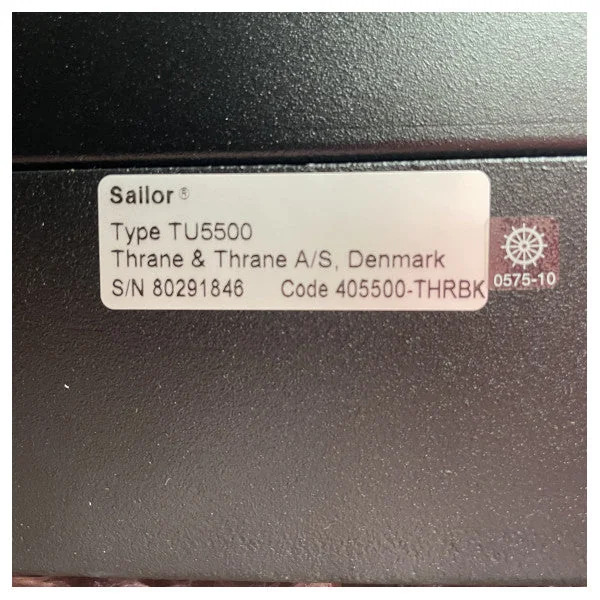 Sailor ®
Type TU5500
Thrane & Thrane A/S, Denmark
S/N 80291846 Code 405500-THRBK
0575-10